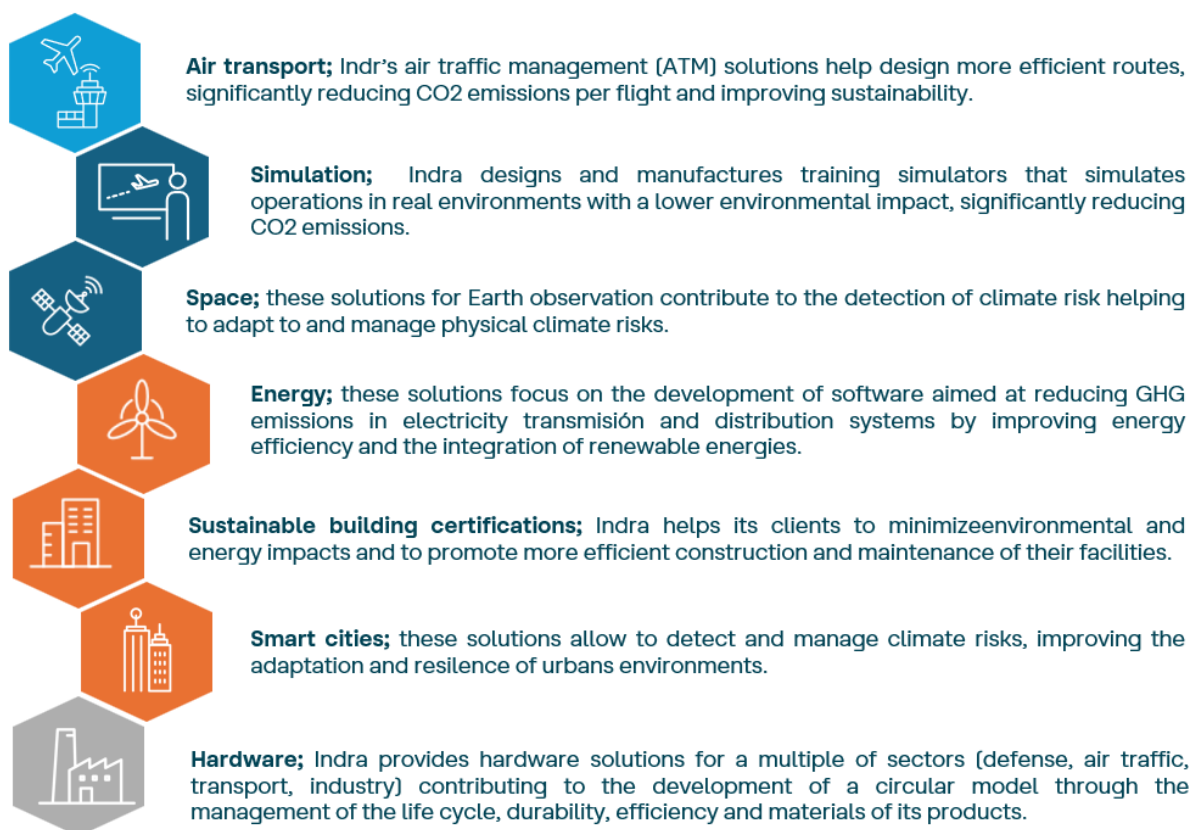 Air transport; Indr's air traffic management (ATM) solutions help design more efficient routes,
significantly reducing CO2 emissions per flight and improving sustainability.
Simulation; Indra designs and manufactures training simulators that simulates
operations in real environments with a lower environmental impact, significantly reducing
CO2 emissions.
Space; these solutions for Earth observation contribute to the detection of climate risk helping
to adapt to and manage physical climate risks.
Energy; these solutions focus on the development of software aimed at reducing GHG
emissions in electricity transmisión and distribution systems by improving energy
efficiency and the integration of renewable energies.
Sustainable building certifications; Indra helps its clients to minimizeenvironmental and
energy impacts and to promote more efficient construction and maintenance of their facilities.
Smart cities; these solutions allow to detect and manage climate risks, improving the
adaptation and resilence of urbans environments.
Hardware; Indra provides hardware solutions for a multiple of sectors (defense, air traffic,
transport, industry) contributing to the development of a circular model through the
management of the life cycle, durability, efficiency and materials of its products.